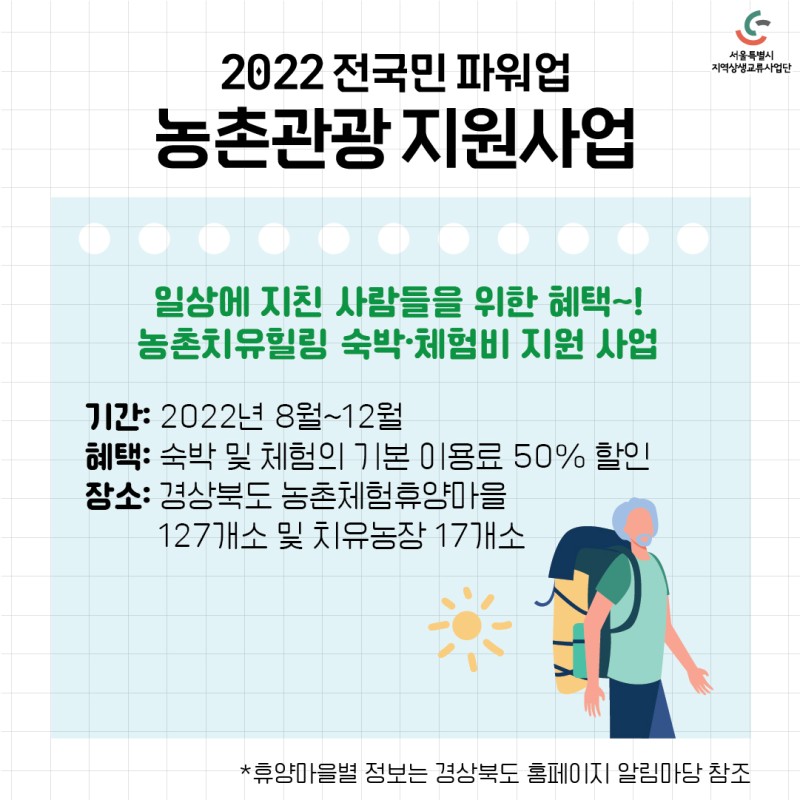 서울특별시
지역상생교류사업단
2022 전국민 파워업
농촌관광 지원사업
일상에 지친 사람들을 위한 혜택~!
농촌치유힐링 숙박·체험비 지원 사업
기간: 2022년 8월~12월
혜택: 숙박 및 체험의 기본 이용료 50% 할인
장소: 경상북도 농촌체험휴양마을
127개소 및 치유농장 17개소
*휴양마을별 정보는 경상북도 홈페이지 알림마당 참조